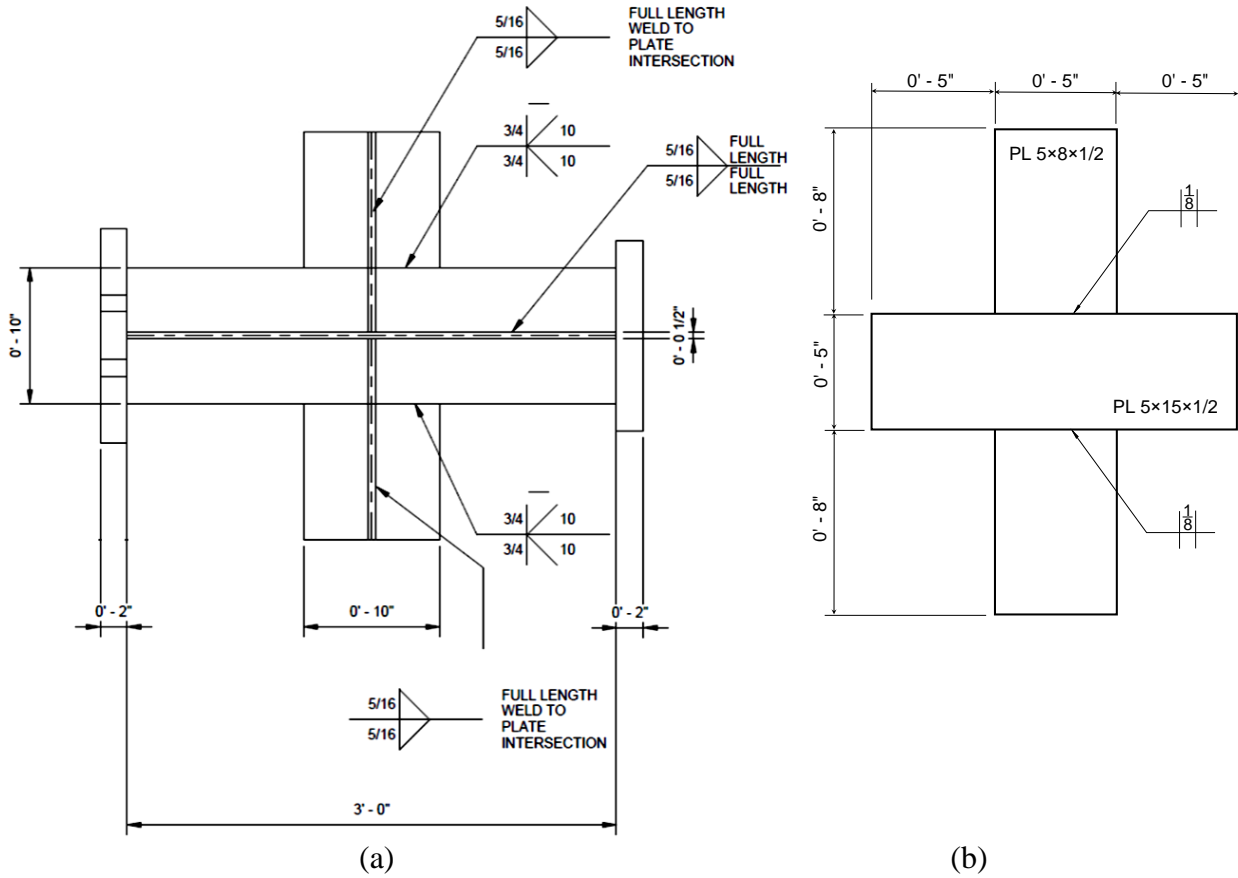 5/16
5/16
FULL LENGTH
WELD TO
PLATE
INTERSECTION
3/4 10
3/4 10
5/16
5/16
FULL
LENGTH
FULL
LENGTH
0' - 10"
0' - 0 1/2"
3/4 10
3/4 10
0' - 2"
0' - 10"
0' - 2"
5/16
5/16
FULL LENGTH
WELD TO
PLATE
INTERSECTION
3' - 0"
(a)
0' - 5"
0' - 5"
0' - 5"
PL 5×8×1/2
0' - 8"
1/8
0' - 5"
PL 5×15×1/2
0' - 8"
1/8
(b)